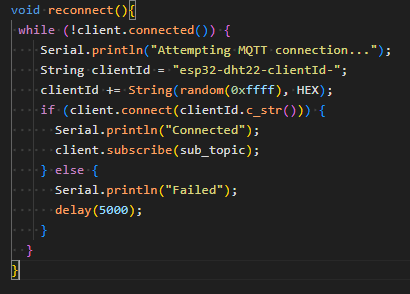 void reconnect(){
 while (!client.connected()) {
   Serial.println("Attempting MQTT connection...");
   String clientId = "esp32-dht22-clientId-";
   clientId += String(random(0xffff), HEX);
   if (client.connect(clientId.c_str())) {
     Serial.println("Connected");
     client.subscribe(sub_topic);
   } else {
     Serial.println("Failed");
     delay(5000);
   }
 }
}